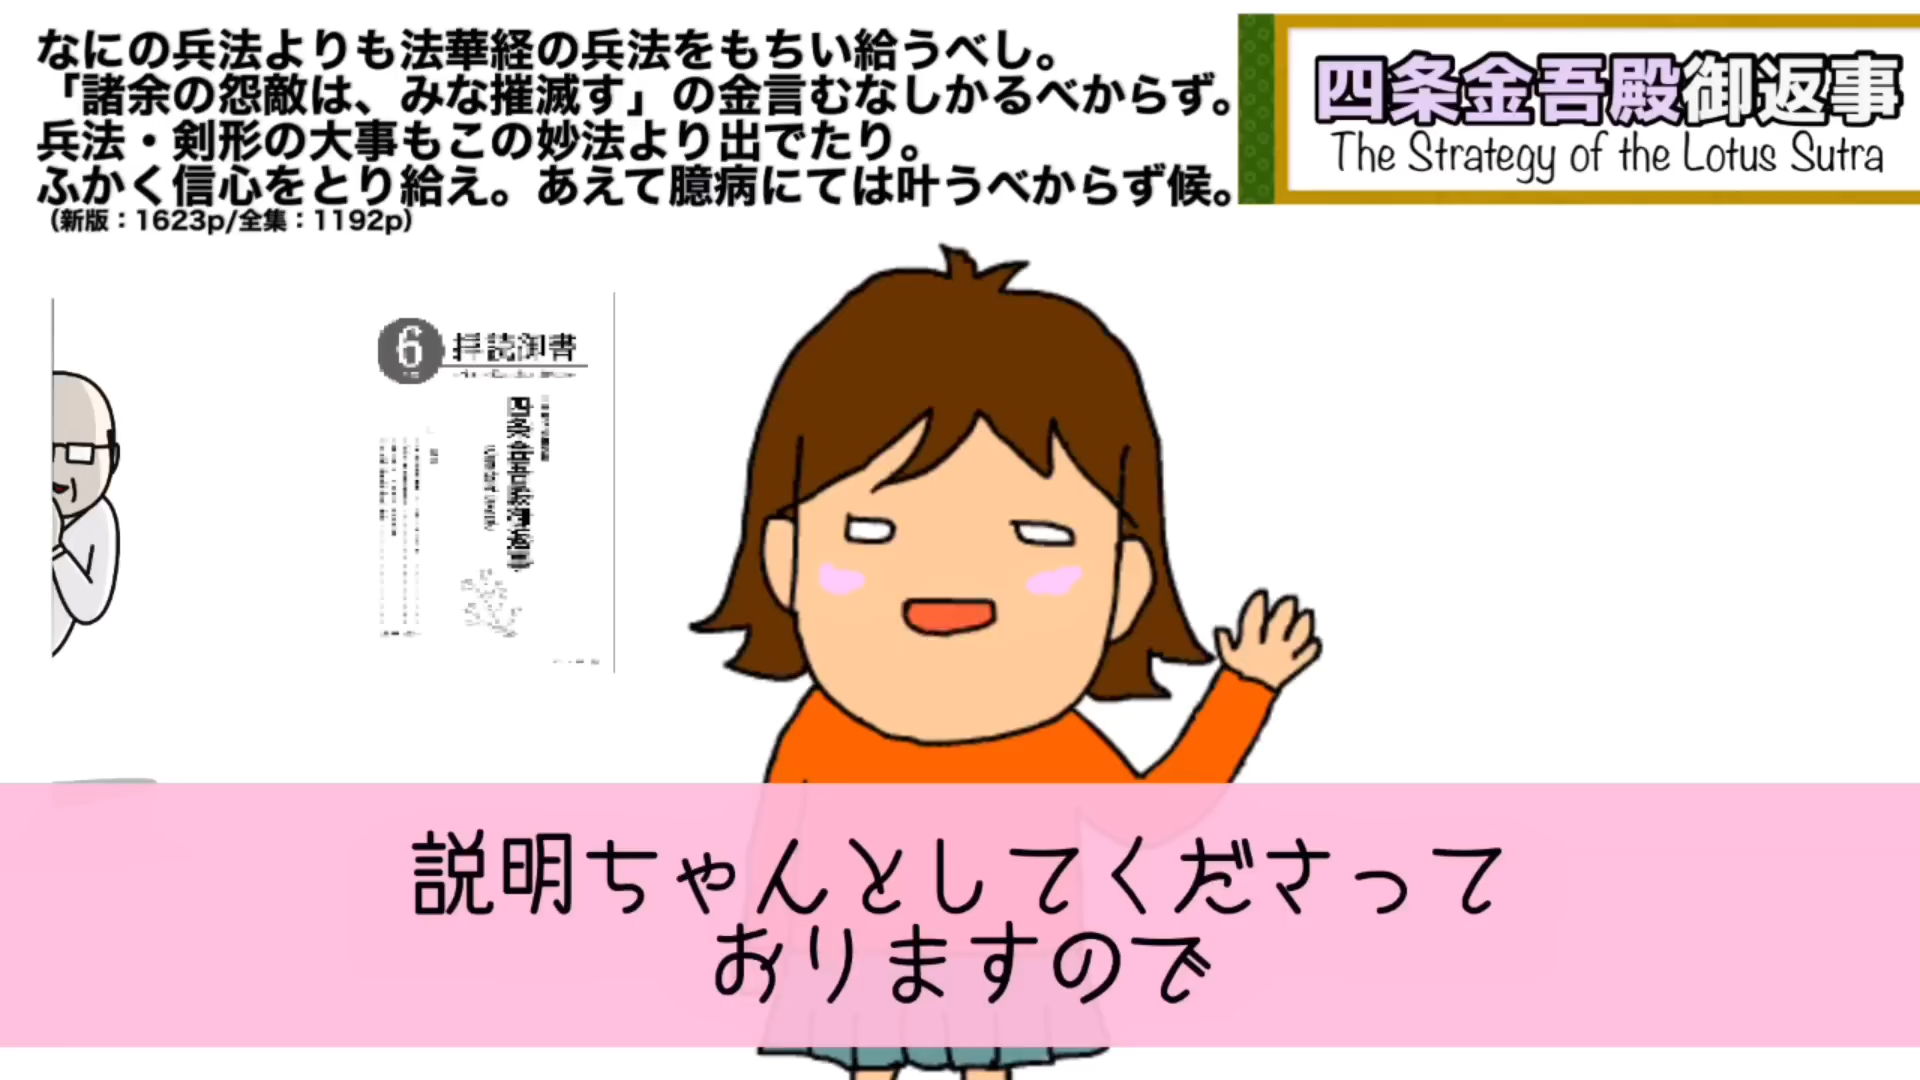 なにの兵法よりも法華経の兵法をもちい給うべし。
「諸余の怨敵は、みな摧滅す」の金言むなしかるべからず。
兵法・剣形の大事もこの妙法より出でたり。
ふかく信心をとり給え。あえて臆病にては叶うべからず候。
（新版：1623p/全集：1192p）
四条金吾殿御返事
The Strategy of the Lotus Sutra
6
拝読御書
四条金吾殿御返事
説明ちゃんとしてくださって
おりますので